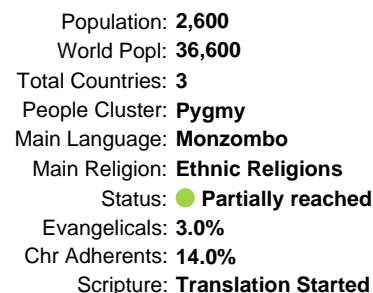 Population: 2,600
World Popl: 36,600
Total Countries: 3
People Cluster: Pygmy
Main Language: Monzombo
Main Religion: Ethnic Religions
Status: Partially reached
Evangelicals: 3.0%
Chr Adherents: 14.0%
Scripture: Translation Started